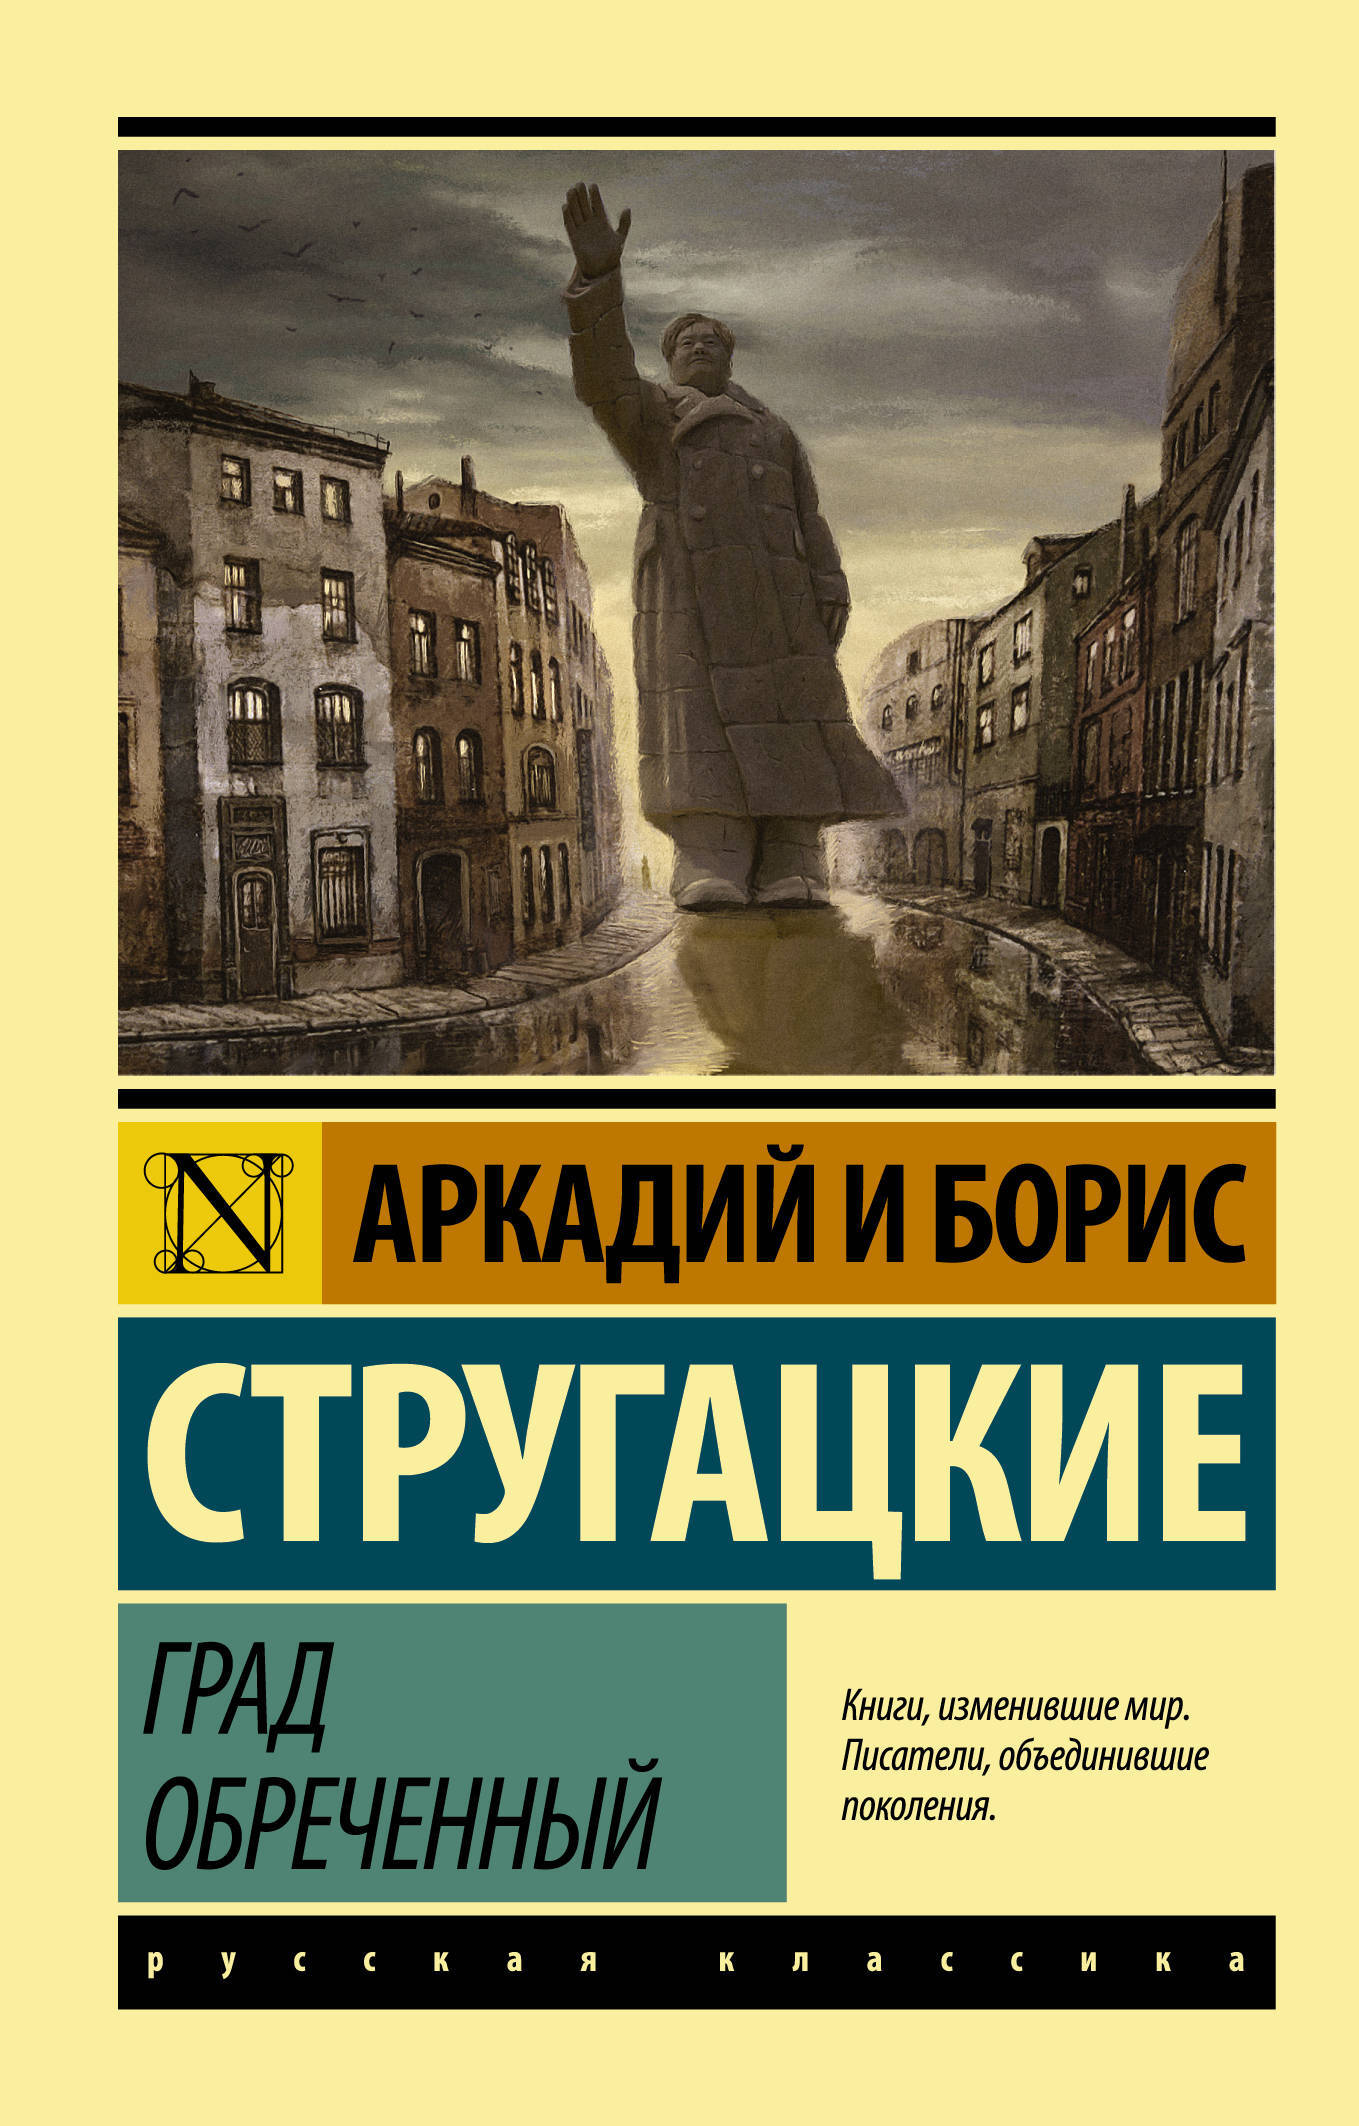 N
АРКАДИЙ И БОРИС
СТРУГАЦКИЕ
ГРАД
ОБРЕЧЕННЫЙ
Книги, изменившие мир.
Писатели, объединившие
поколения.
русская классика